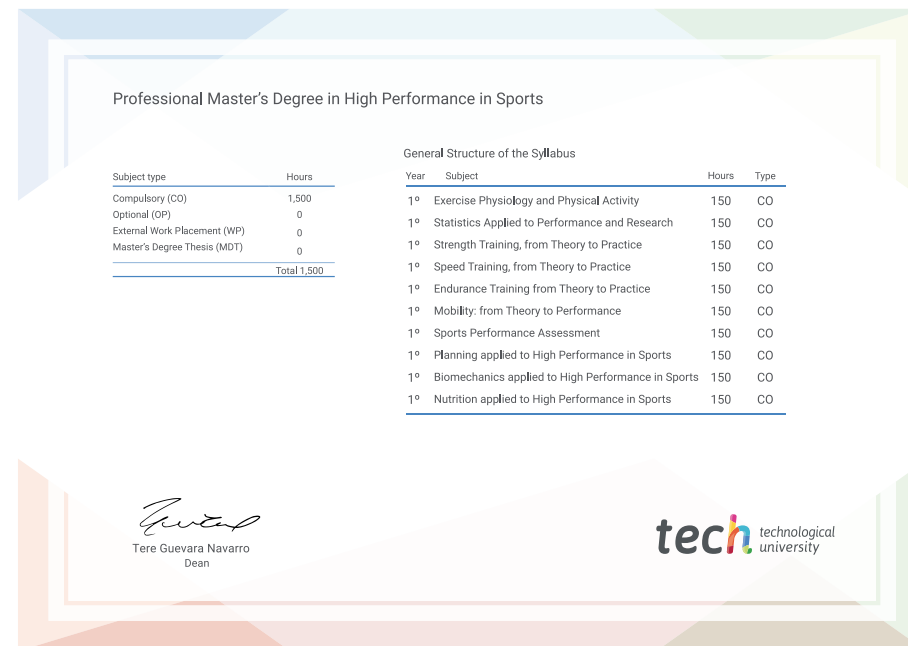 Professional Master's Degree in High Performance in Sports
Subject type Hours
Compulsory (CO) 1,500
Optional (OP) 0
External Work Placement (WP) 0
Master's Degree Thesis (MDT) 0
Total 1,500
General Structure of the Syllabus
Year Subject Hours Type
1º Exercise Physiology and Physical Activity 150 CO
1º Statistics Applied to Performance and Research 150 CO
1º Strength Training, from Theory to Practice 150 CO
1º Speed Training, from Theory to Practice 150 CO
1º Endurance Training from Theory to Practice 150 CO
1º Mobility: from Theory to Performance 150 CO
1º Sports Performance Assessment 150 CO
1º Planning applied to High Performance in Sports 150 CO
1º Biomechanics applied to High Performance in Sports 150 CO
1º Nutrition applied to High Performance in Sports 150 CO
Tere Guevara Navarro
Dean
tech technological
university